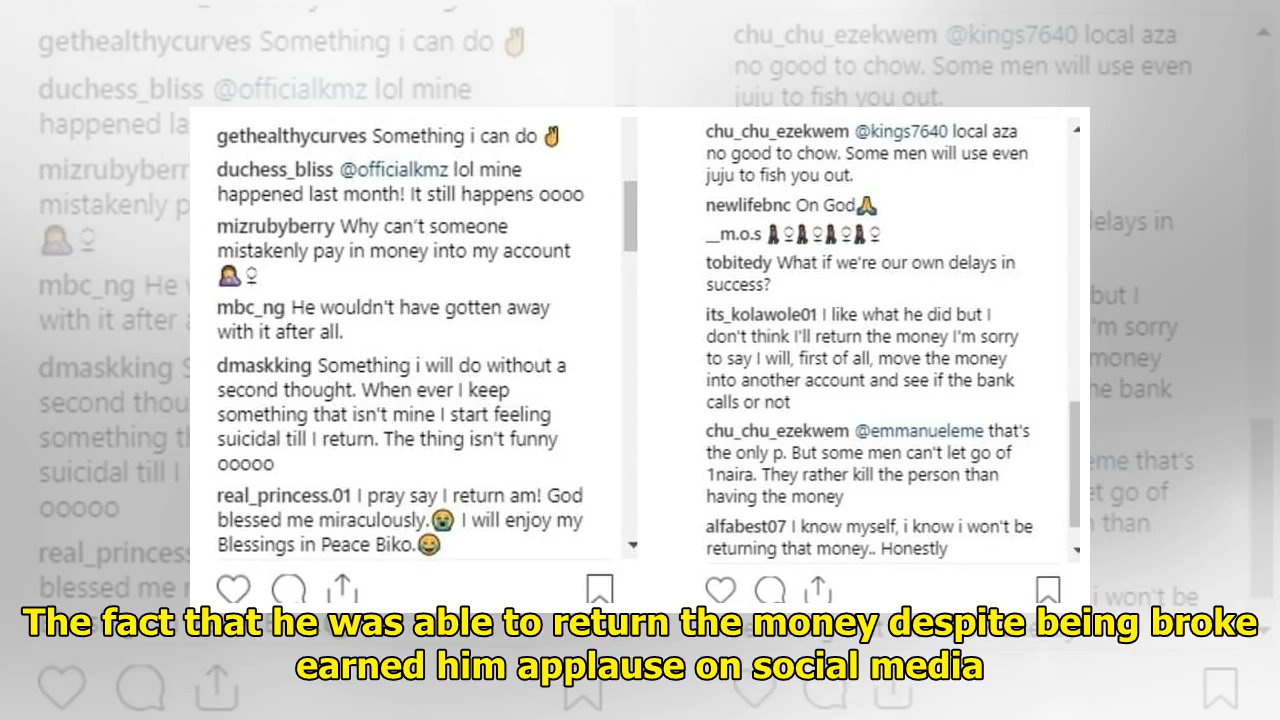 gethealthycurves Something i can do ✌
duchess_bliss @officialkmz lol mine
happened last month! It still happens oooo
mizrubyberry Why can't someone
mistakenly pay in money into my account
🤦♀
mbc_ng He wouldn't have gotten away
with it after all.
dmaskking Something i will do without a
second thought. When ever I keep
something that isn't mine I start feeling
suicidal till I return. The thing isn't funny
ooooo
real_princess.01 I pray say I return am! God
blessed me miraculously.😭 I will enjoy my
Blessings in Peace Biko.😂
chu_chu_ezekwem @kings7640 local aza
no good to chow. Some men will use even
juju to fish you out.
newlifebnc On God🙏
__m.o.s 🚶♀🚶♀🚶♀🚶♀
tobitedy What if we're our own delays in
success?
its_kolawole01 I like what he did but I
don't think I'll return the money I'm sorry
to say I will, first of all, move the money
into another account and see if the bank
calls or not
chu_chu_ezekwem @emmanueleme that's
the only p. But some men can't let go of
1naira. They rather kill the person than
having the money
alfabest07 I know myself, i know i won't be
returning that money.. Honestly
The fact that he was able to return the money despite being broke
earned him applause on social media